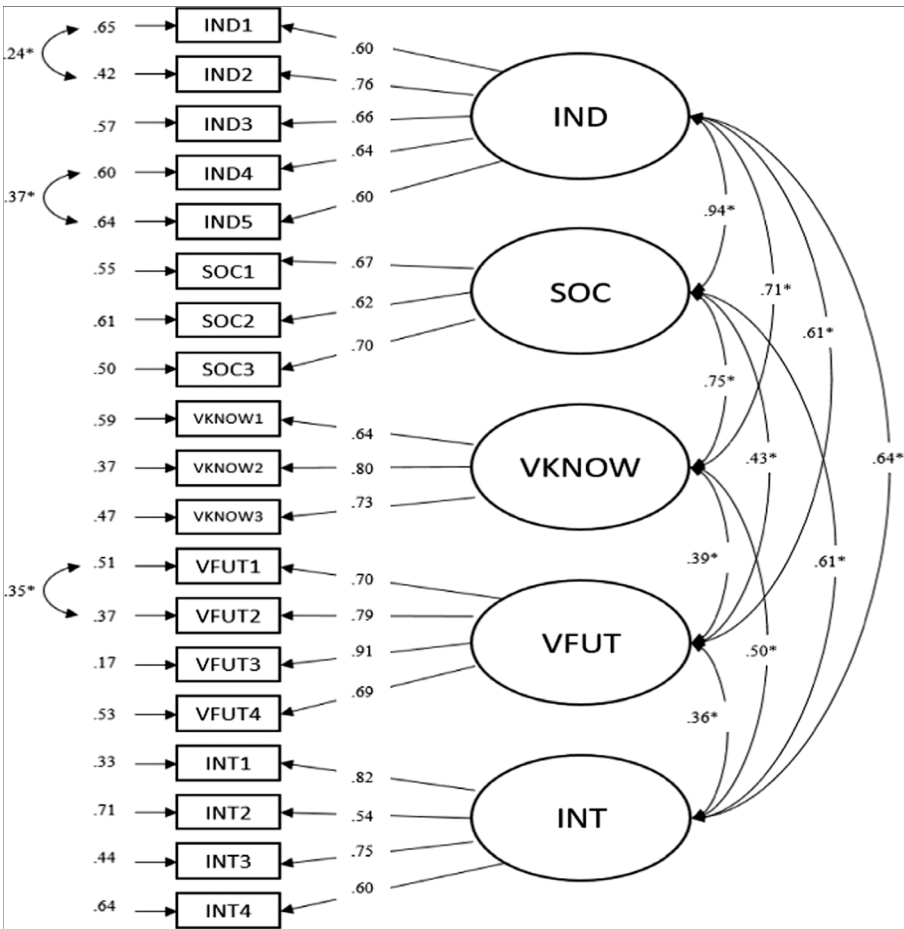 .65 IND1 .60
.24*
.42 IND2 .76
.57 IND3 .66
IND
.60 IND4 .64
.37*
.64 IND5 .60
.94*
.55 SOC1 .67
.61 SOC2 .62
SOC
.71*
.50 SOC3 .70
.61*
.75*
.59 VKNOW1 .64
.37 VKNOW2 .80
VKNOW
.43*
.64*
.47 VKNOW3 .73
.39*
.61*
.51 VFUT1 .70
.35*
.37 VFUT2 .79
VFUT
.50*
.17 VFUT3 .91
.53 VFUT4 .69
.36*
.33 INT1 .82
.71 INT2 .54
INT
.44 INT3 .75
.64 INT4 .60